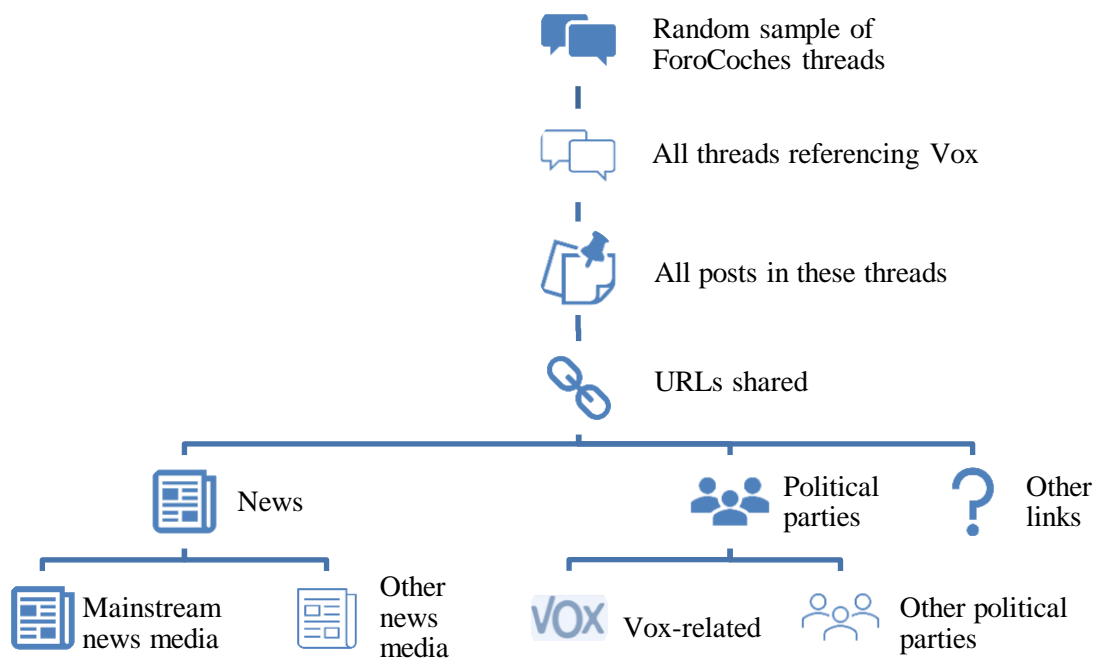 Random sample of
ForoCoches threads
All threads referencing Vox
All posts in these threads
URLs shared
News
Political
parties
Other
links
Mainstream
news media
Other
news
media
VOX
Vox-related
Other political
parties